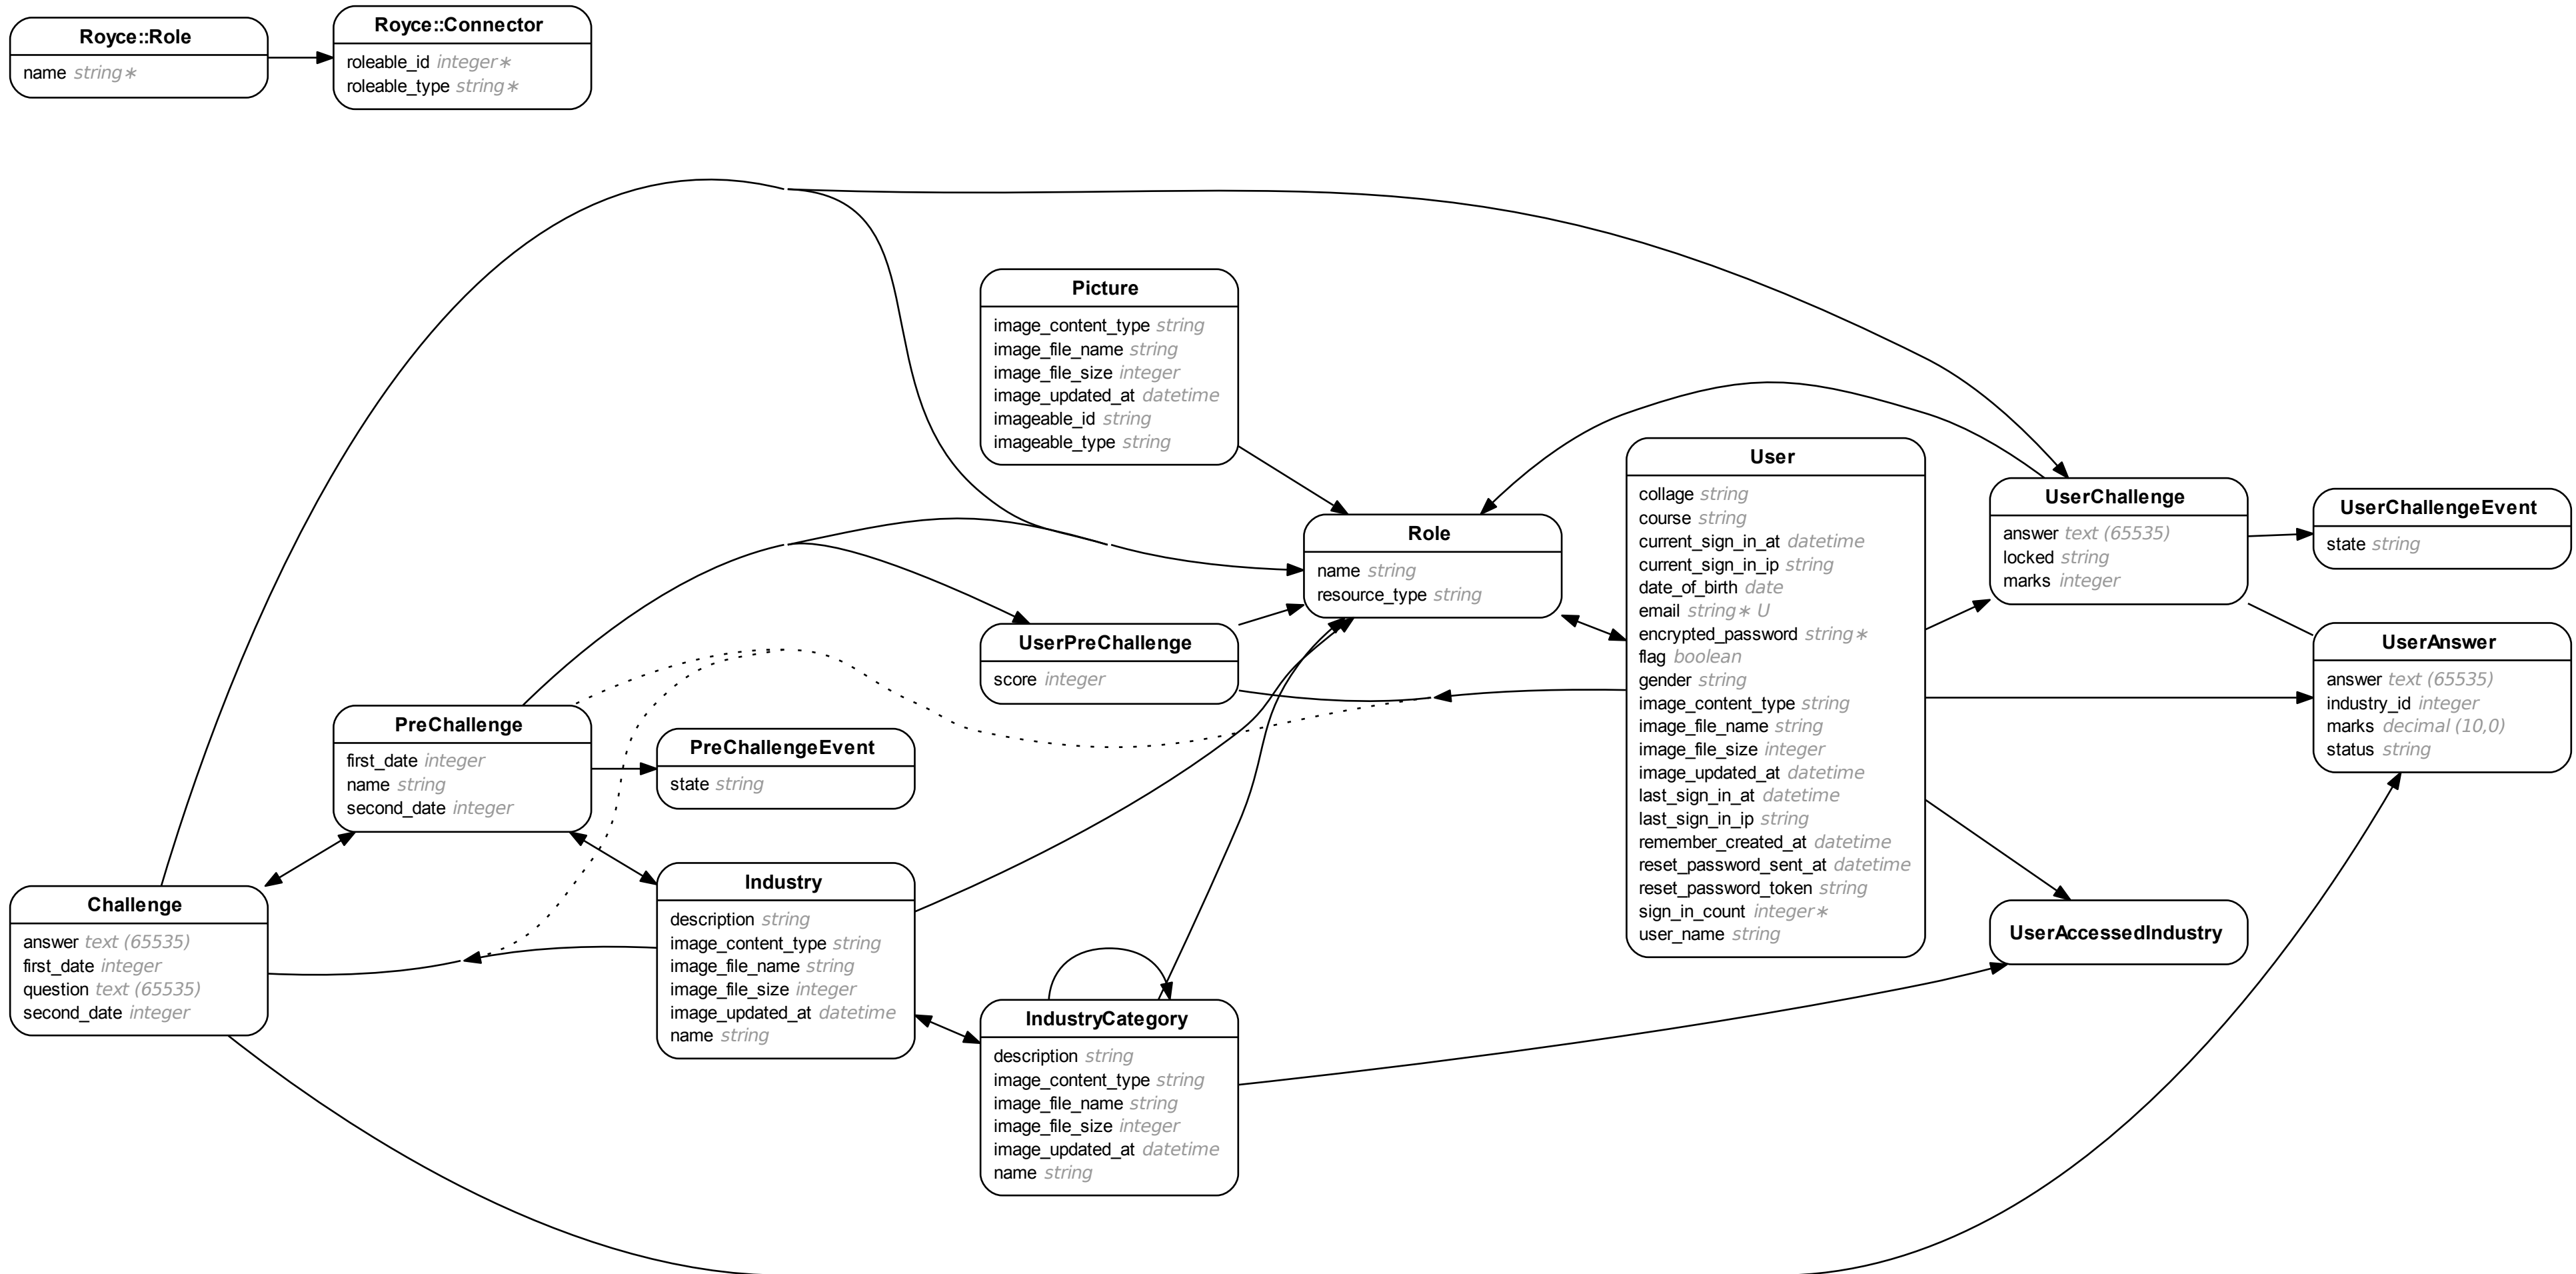 Royce::Role
name string∗
Royce::Connector
roleable_id integer∗
roleable_type string∗
Picture
image_content_type string
image_file_name string
image_file_size integer
image_updated_at datetime
imageable_id string
imageable_type string
Role
name string
resource_type string
User
collage string
course string
current_sign_in_at datetime
current_sign_in_ip string
date_of_birth date
email string∗ U
encrypted_password string∗
flag boolean
gender string
image_content_type string
image_file_name string
image_file_size integer
image_updated_at datetime
last_sign_in_at datetime
last_sign_in_ip string
remember_created_at datetime
reset_password_sent_at datetime
reset_password_token string
sign_in_count integer∗
user_name string
UserChallenge
answer text (65535)
locked string
marks integer
UserChallengeEvent
state string
UserAnswer
answer text (65535)
industry_id integer
marks decimal (10,0)
status string
UserPreChallenge
score integer
PreChallenge
first_date integer
name string
second_date integer
PreChallengeEvent
state string
Challenge
answer text (65535)
first_date integer
question text (65535)
second_date integer
Industry
description string
image_content_type string
image_file_name string
image_file_size integer
image_updated_at datetime
name string
IndustryCategory
description string
image_content_type string
image_file_name string
image_file_size integer
image_updated_at datetime
name string
UserAccessedIndustry